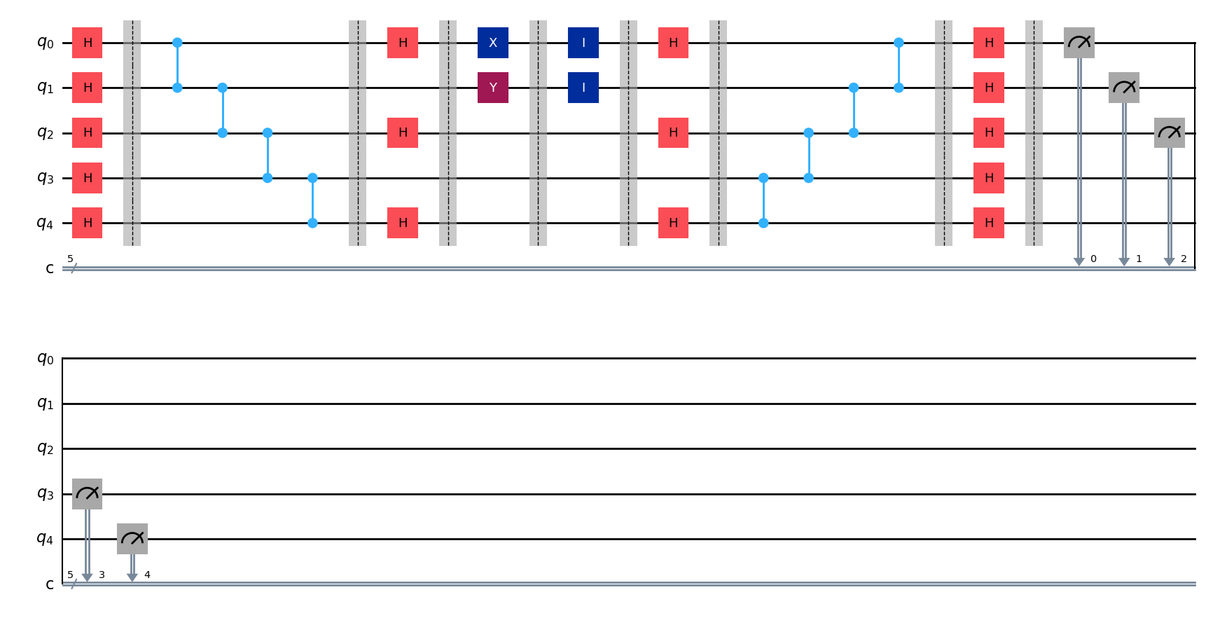 q0 H H X I H H
q1 H Y I H
q2 H H H H
q3 H H
q4 H H H H
c 5 0 1 2
q0
q1
q2
q3
q4
c 5 3 4